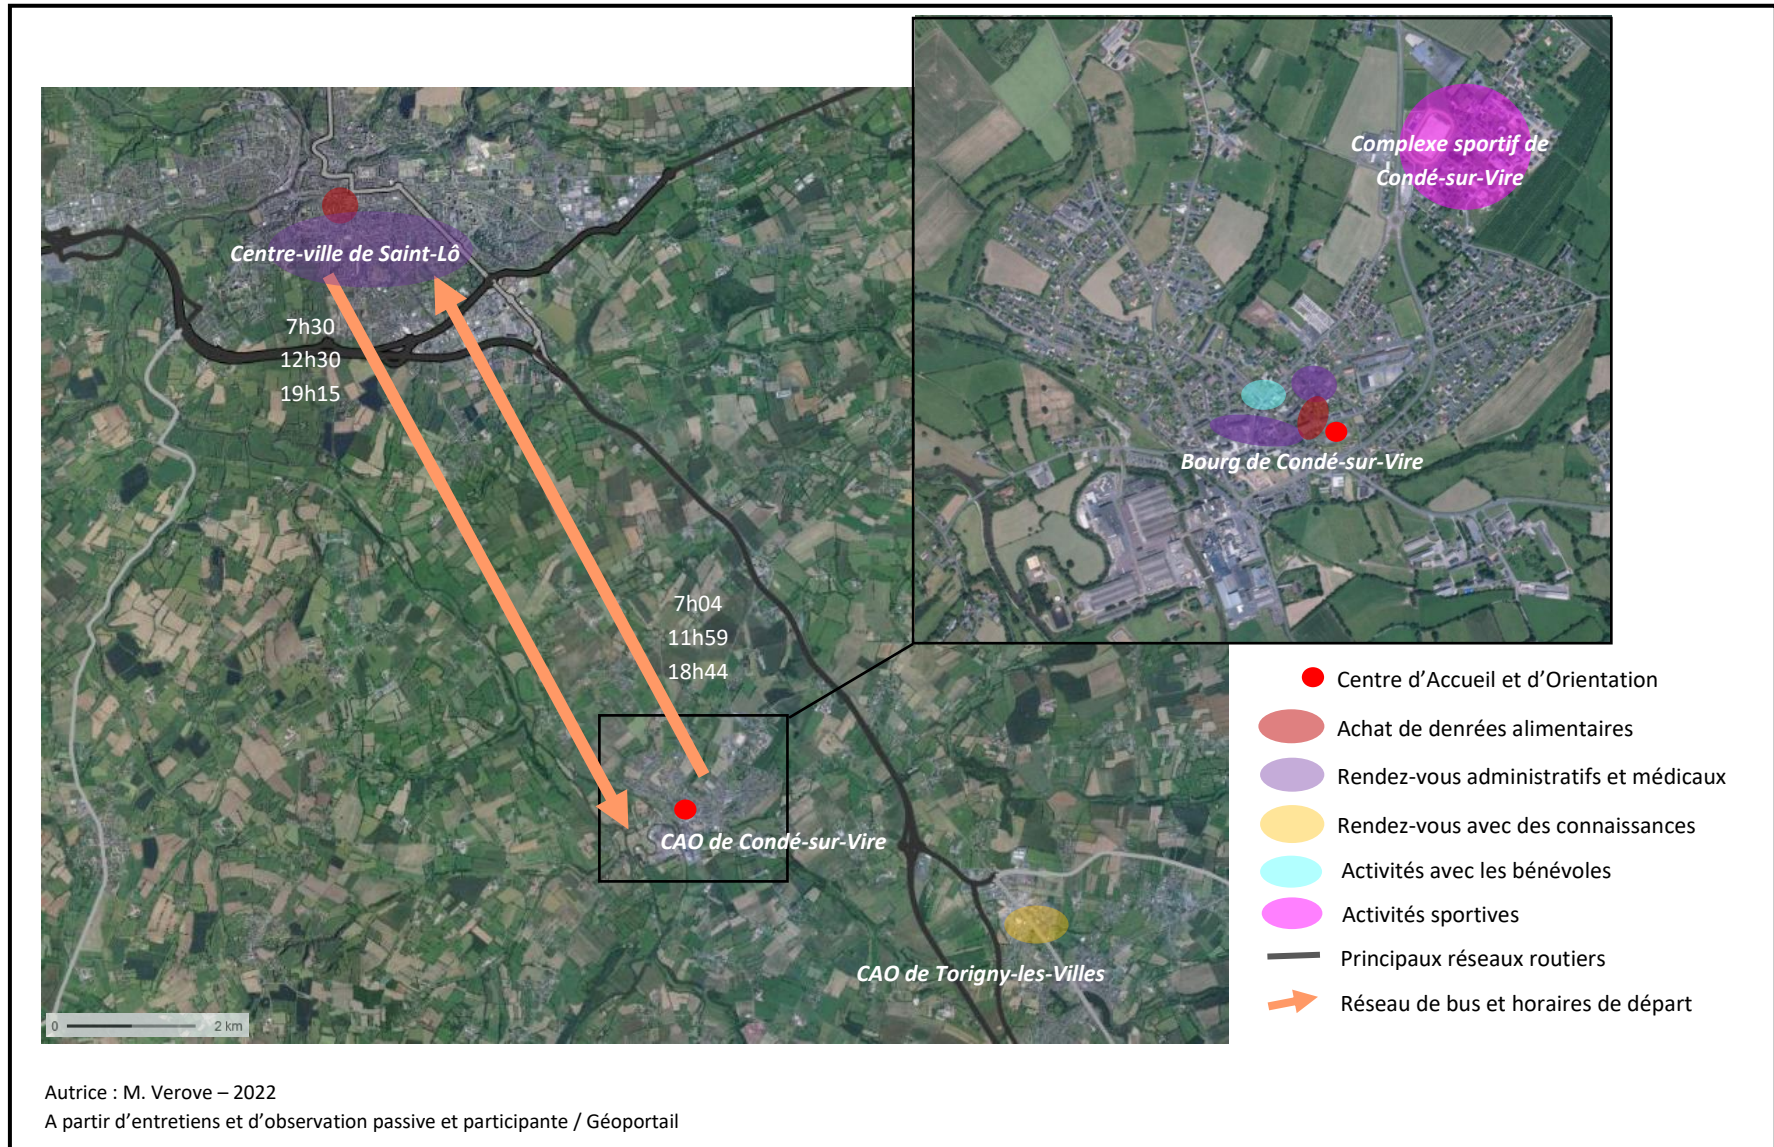 Complexe sportif de
Condé-sur-Vire
Centre-ville de Saint-Lô
7h30
12h30
19h15
Bourg de Condé-sur-Vire
7h04
11h59
18h44
CAO de Condé-sur-Vire
CAO de Torigny-les-Villes
0 2 km
Centre d’Accueil et d’Orientation
Achat de denrées alimentaires
Rendez-vous administratifs et médicaux
Rendez-vous avec des connaissances
Activités avec les bénévoles
Activités sportives
Principaux réseaux routiers
Réseau de bus et horaires de départ
Autrice : M. Verove – 2022
A partir d’entretiens et d’observation passive et participante / Géoportail